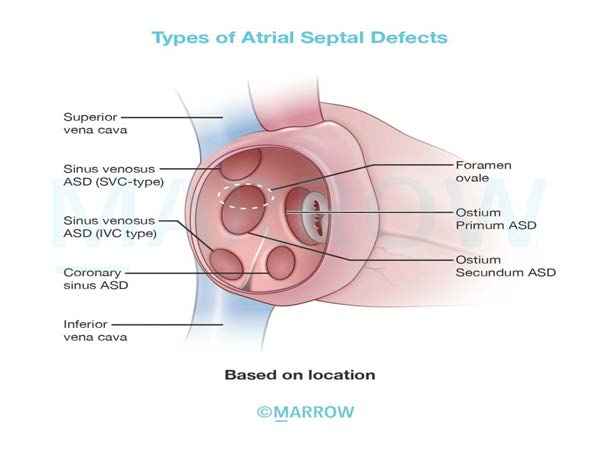 Types of Atrial Septal Defects
Superior
vena cava
Sinus venosus
ASD (SVC-type)
Sinus venosus
ASD (IVC type)
Coronary
sinus ASD
Inferior
vena cava
Foramen
ovale
Ostium
Primum ASD
Ostium
Secundum ASD
MARROW
Based on location
©MARROW